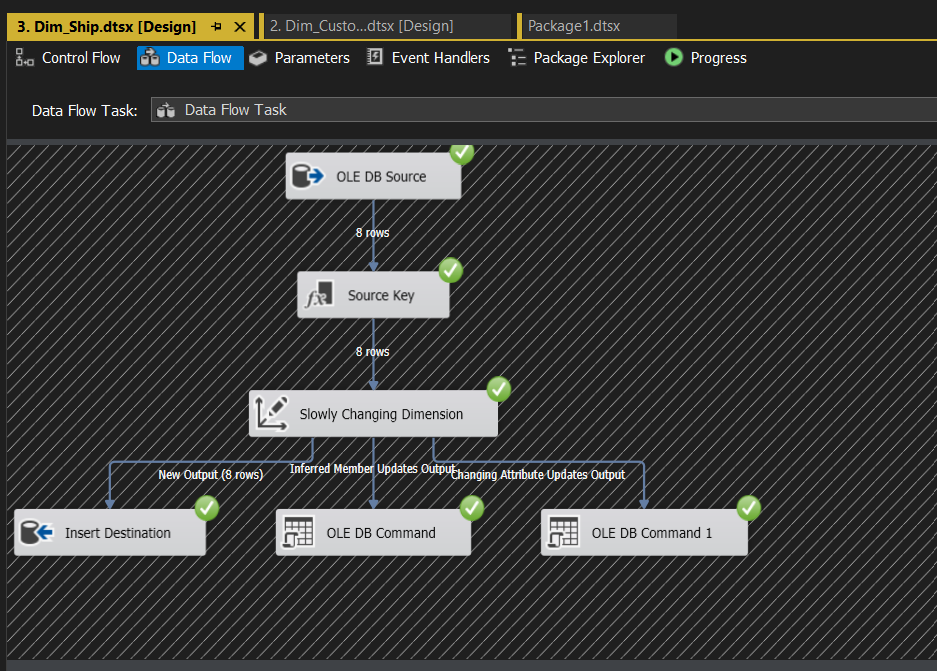 3. Dim_Ship.dtsx [Design]
2. Dim_Custo...dtsx [Design]
Package1.dtsx
Control Flow
Data Flow
Parameters
Event Handlers
Package Explorer
Progress
Data Flow Task:
Data Flow Task
OLE DB Source
8 rows
fx
Source Key
8 rows
Slowly Changing Dimension
New Output (8 rows)
Inferred Member Updates Output
Changing Attribute Updates Output
Insert Destination
OLE DB Command
OLE DB Command 1